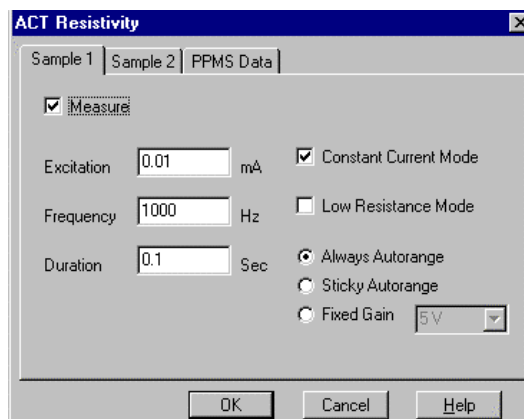 ACT Resistivity
Sample 1 Sample 2 PPMS Data
Measure
Excitation 0.01 mA
Constant Current Mode
Frequency 1000 Hz
Low Resistance Mode
Duration 0.1 Sec
Always Autorange
Sticky Autorange
Fixed Gain 5 V
OK Cancel Help